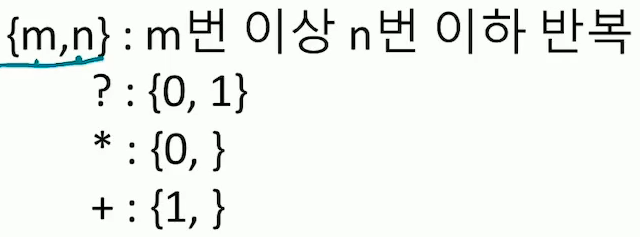 {m,n} : m번 이상 n번 이하 반복
? : {0, 1}
* : {0, }
+ : {1, }